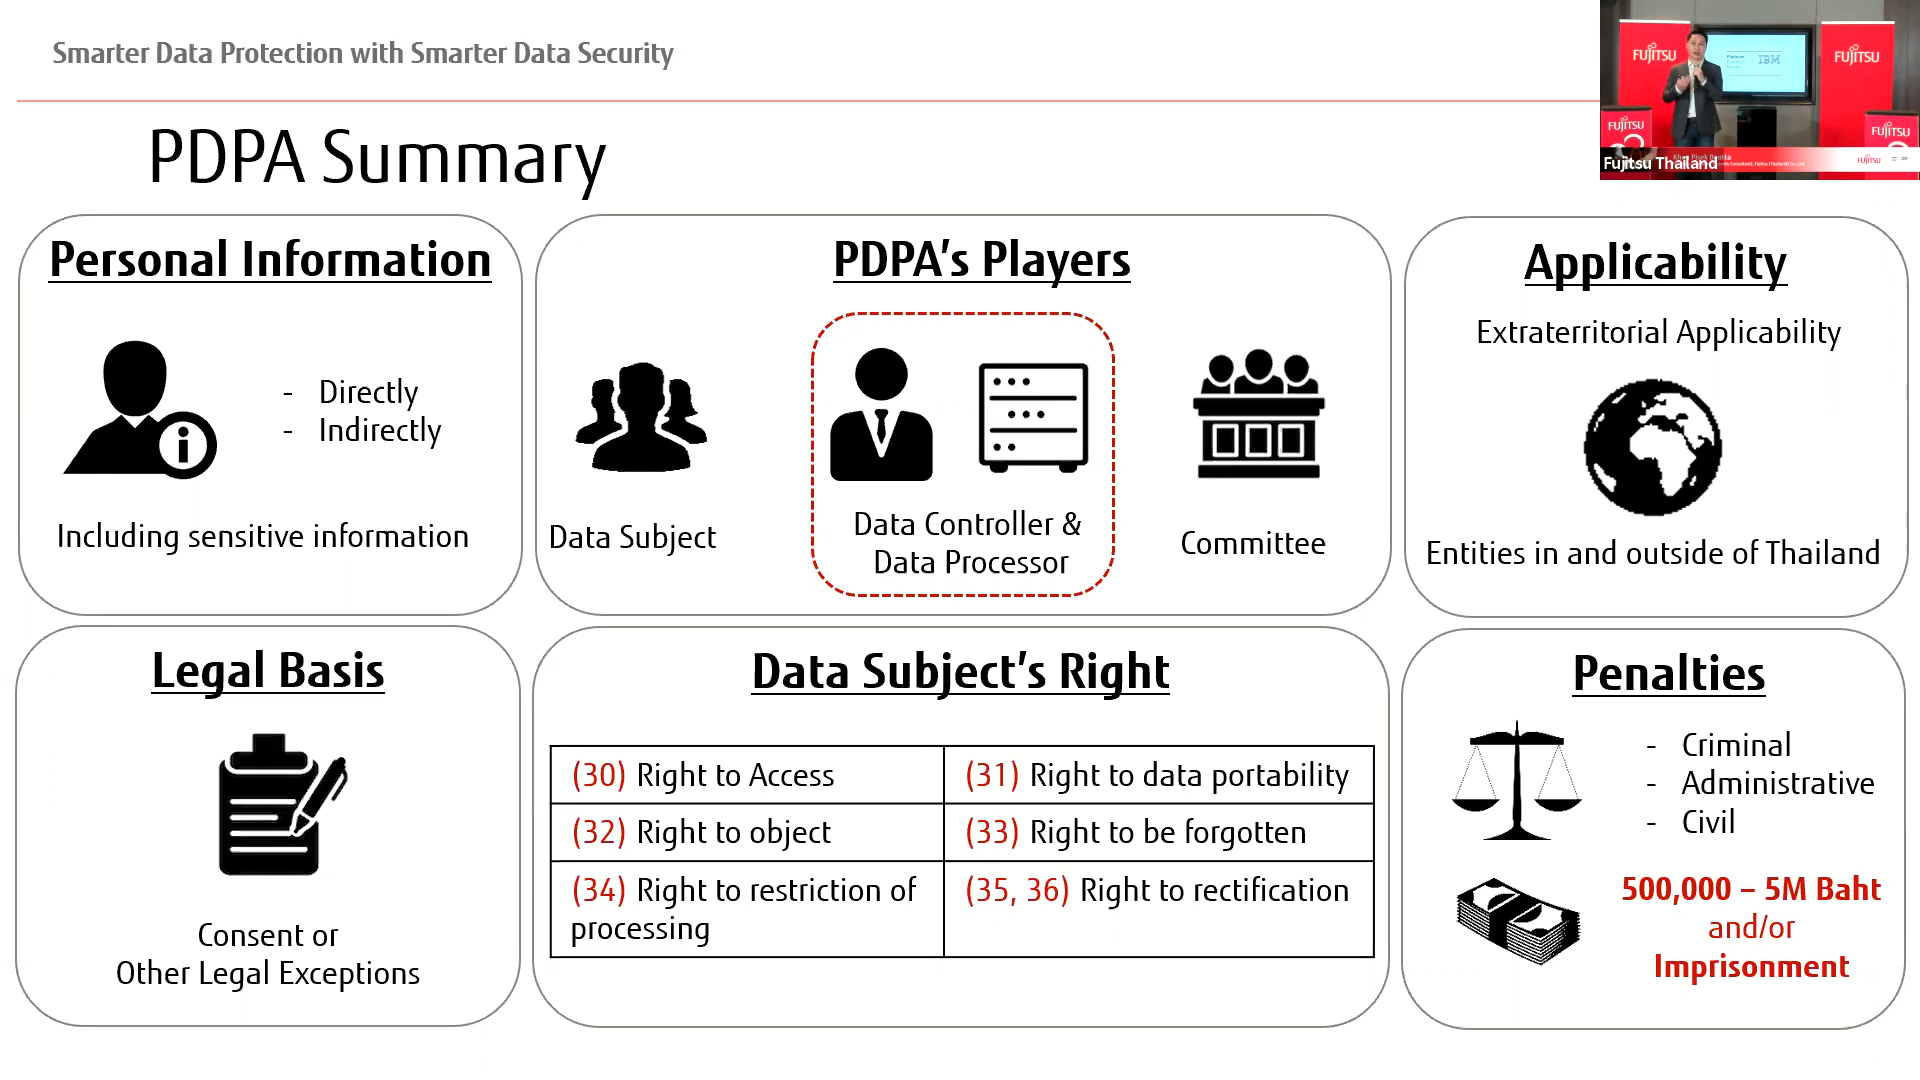 Smarter Data Protection with Smarter Data Security
FUJITSU
IBM
FUJITSU
FUJITSU
FUJITSU
Fujitsu Thailand
FUJITSU
PDPA Summary
Personal Information
- Directly
- Indirectly
Including sensitive information
PDPA's Players
Data Subject
Data Controller &
Data Processor
Committee
Applicability
Extraterritorial Applicability
Entities in and outside of Thailand
Legal Basis
Consent or
Other Legal Exceptions
Data Subject's Right
(30) Right to Access
(31) Right to data portability
(32) Right to object
(33) Right to be forgotten
(34) Right to restriction of
processing
(35, 36) Right to rectification
Penalties
- Criminal
- Administrative
- Civil
500,000 – 5M Baht
and/or
Imprisonment